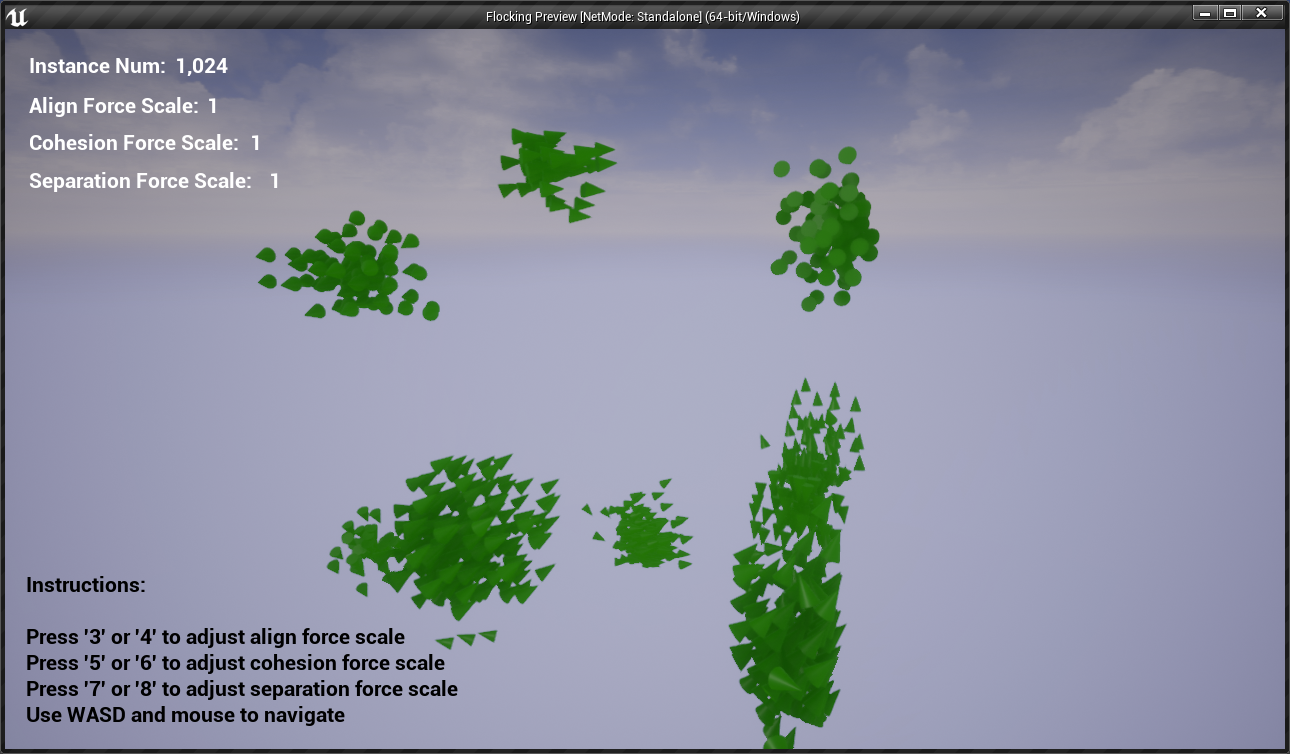 Flocking Preview [NetMode: Standalone] (64-bit/Windows)
Instance Num: 1,024
Align Force Scale: 1
Cohesion Force Scale: 1
Separation Force Scale: 1
Instructions:
Press '3' or '4' to adjust align force scale
Press '5' or '6' to adjust cohesion force scale
Press '7' or '8' to adjust separation force scale
Use WASD and mouse to navigate